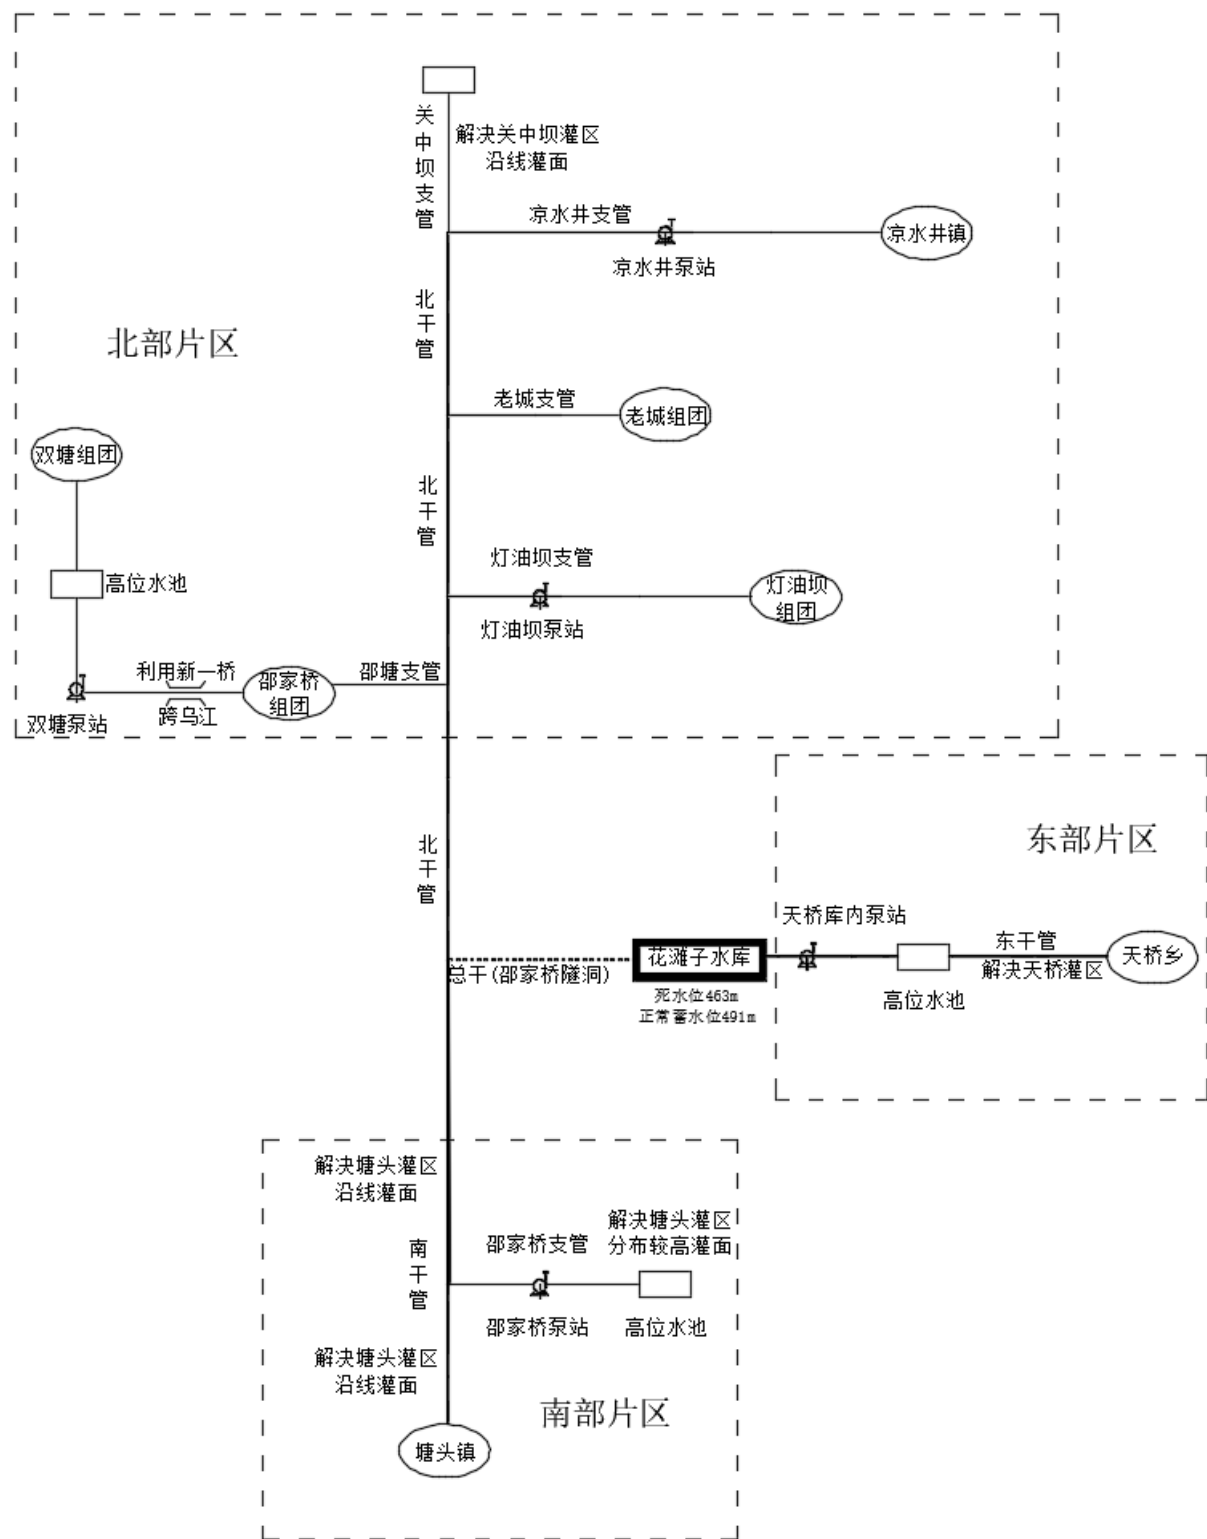 关中坝支管
解决关中坝灌区
沿线灌面
凉水井支管
凉水井镇
凉水井泵站
北干管
北部片区
老城支管
老城组团
双塘组团
北干管
灯油坝支管
高位水池
灯油坝
组团
灯油坝泵站
利用新一桥
邵家桥
组团
邵塘支管
跨乌江
双塘泵站
东部片区
北干管
天桥库内泵站
花滩子水库
东干管
天桥乡
总干(邵家桥隧洞)
解决天桥灌区
死水位463m
正常蓄水位491m
高位水池
解决塘头灌区
沿线灌面
解决塘头灌区
分布较高灌面
南干管
邵家桥支管
邵家桥泵站
高位水池
解决塘头灌区
沿线灌面
南部片区
塘头镇